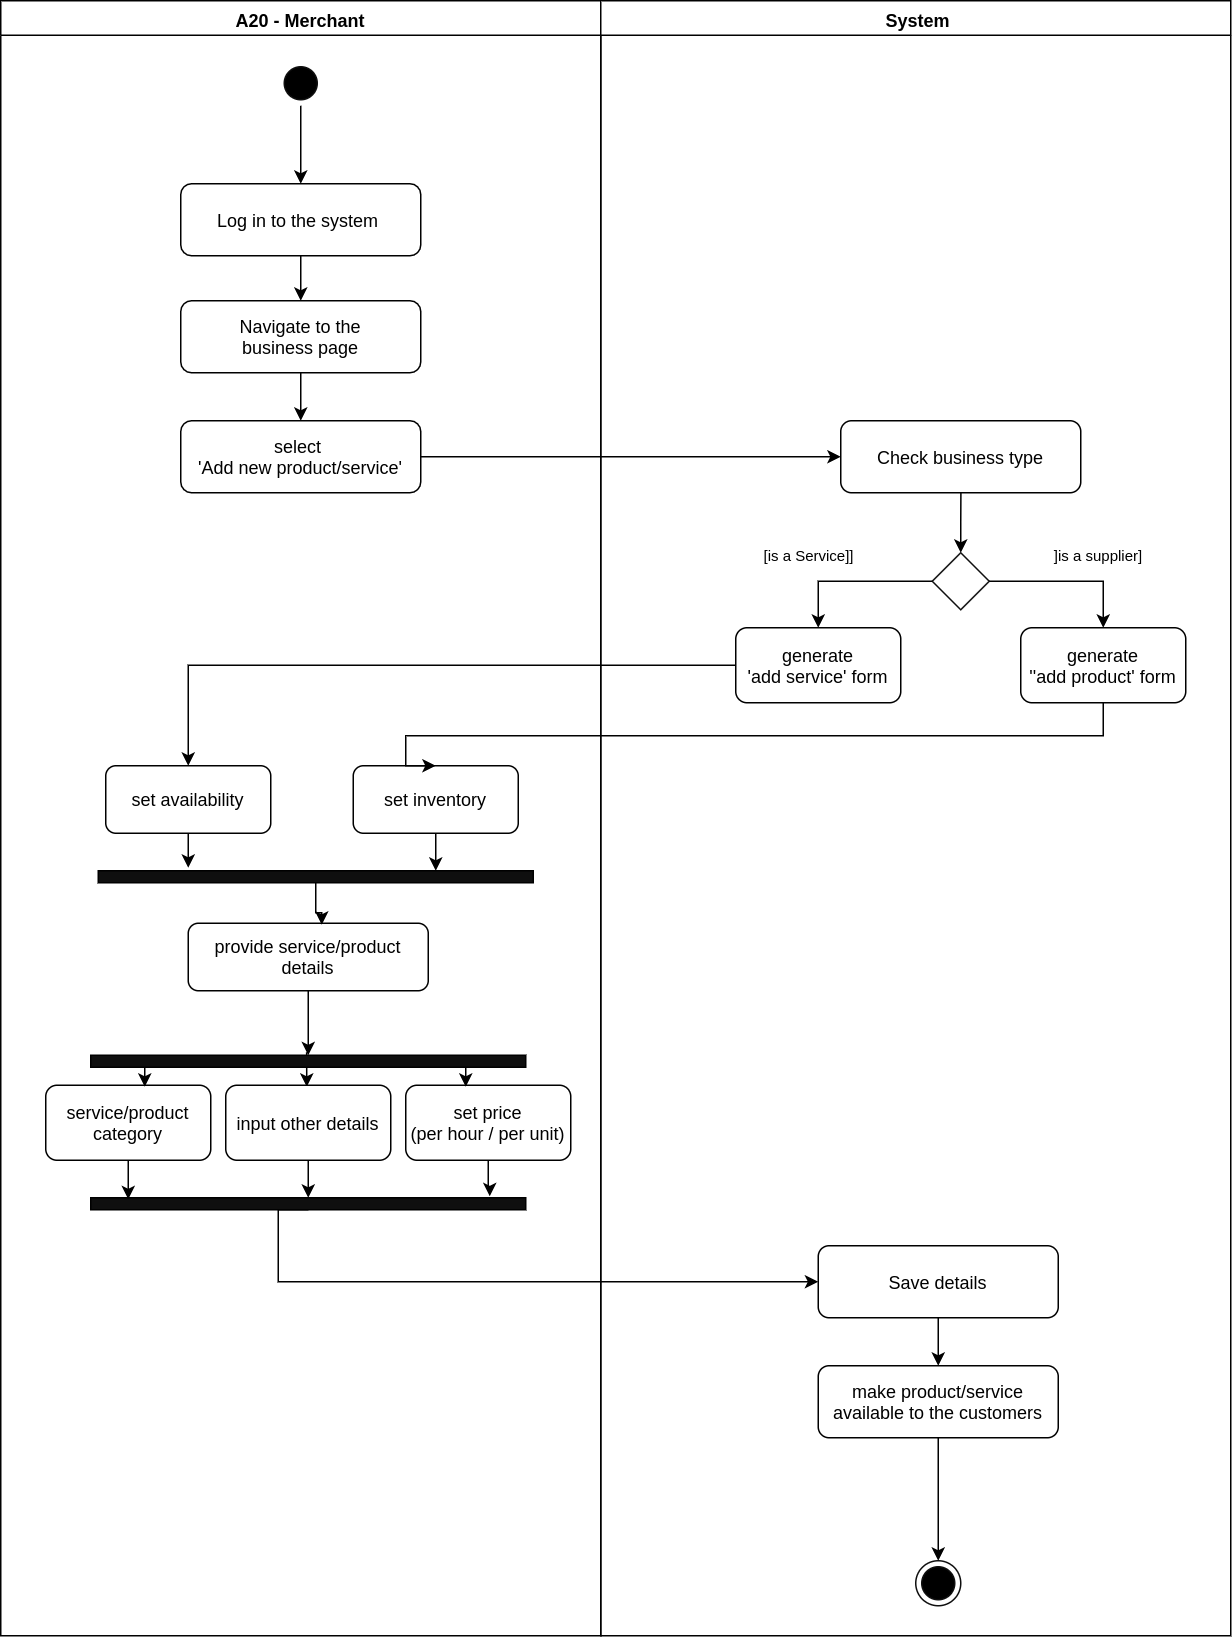 A20 - Merchant
System
Log in to the system
Navigate to the
business page
select
'Add new product/service'
Check business type
[is a Service]]
]is a supplier]
generate
'add service' form
generate
"add product' form
set availability
set inventory
provide service/product
details
service/product
category
input other details
set price
(per hour / per unit)
Save details
make product/service
available to the customers